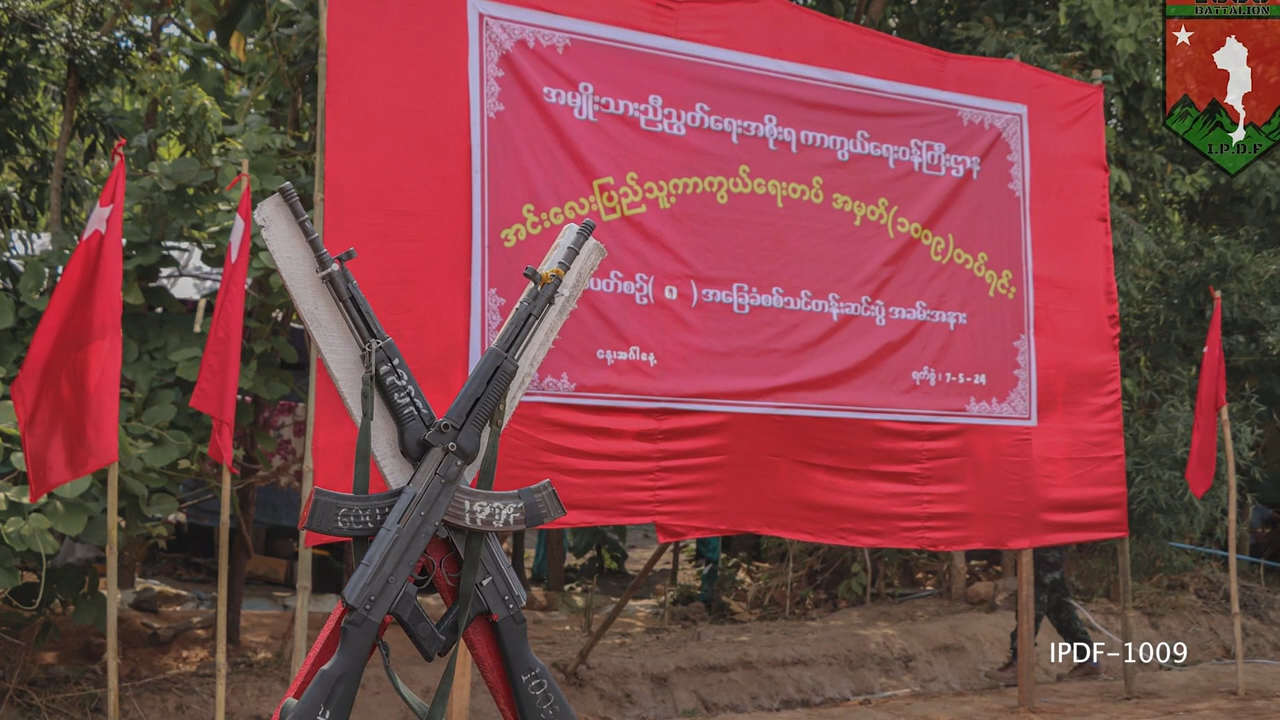 BATTALION
I.P.D.F
အမျိုးသားညီညွတ်ရေးအစိုးရ ကာကွယ်ရေးဝန်ကြီးဌာန
အင်းလေးပြည်သူ့ကာကွယ်ရေးတပ် အမှတ်(၁၀၀၉)တပ်ရင်း
ပတ်စဉ်( ၈ ) အခြေခံစစ်သင်တန်းဆင်းပွဲ အခမ်းအနား
နေ့၊အင်္ဂါနေ့
ရက်စွဲ၊ 7-5-24
IPDF
IPDF-1009